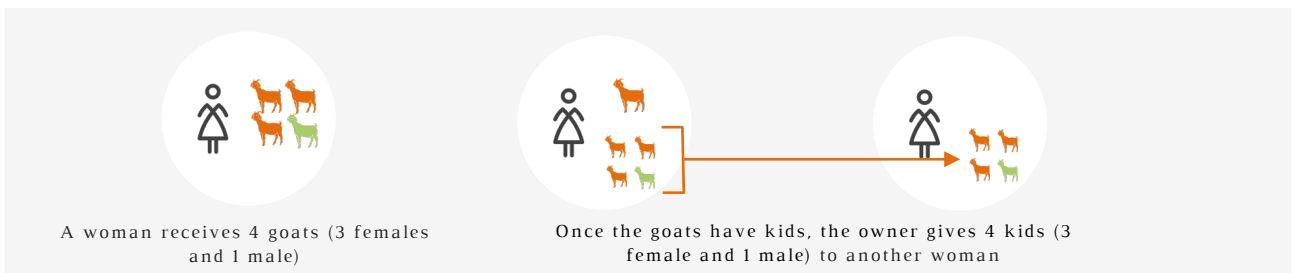 A woman receives 4 goats (3 females
and 1 male)
Once the goats have kids, the owner gives 4 kids (3
female and 1 male) to another woman